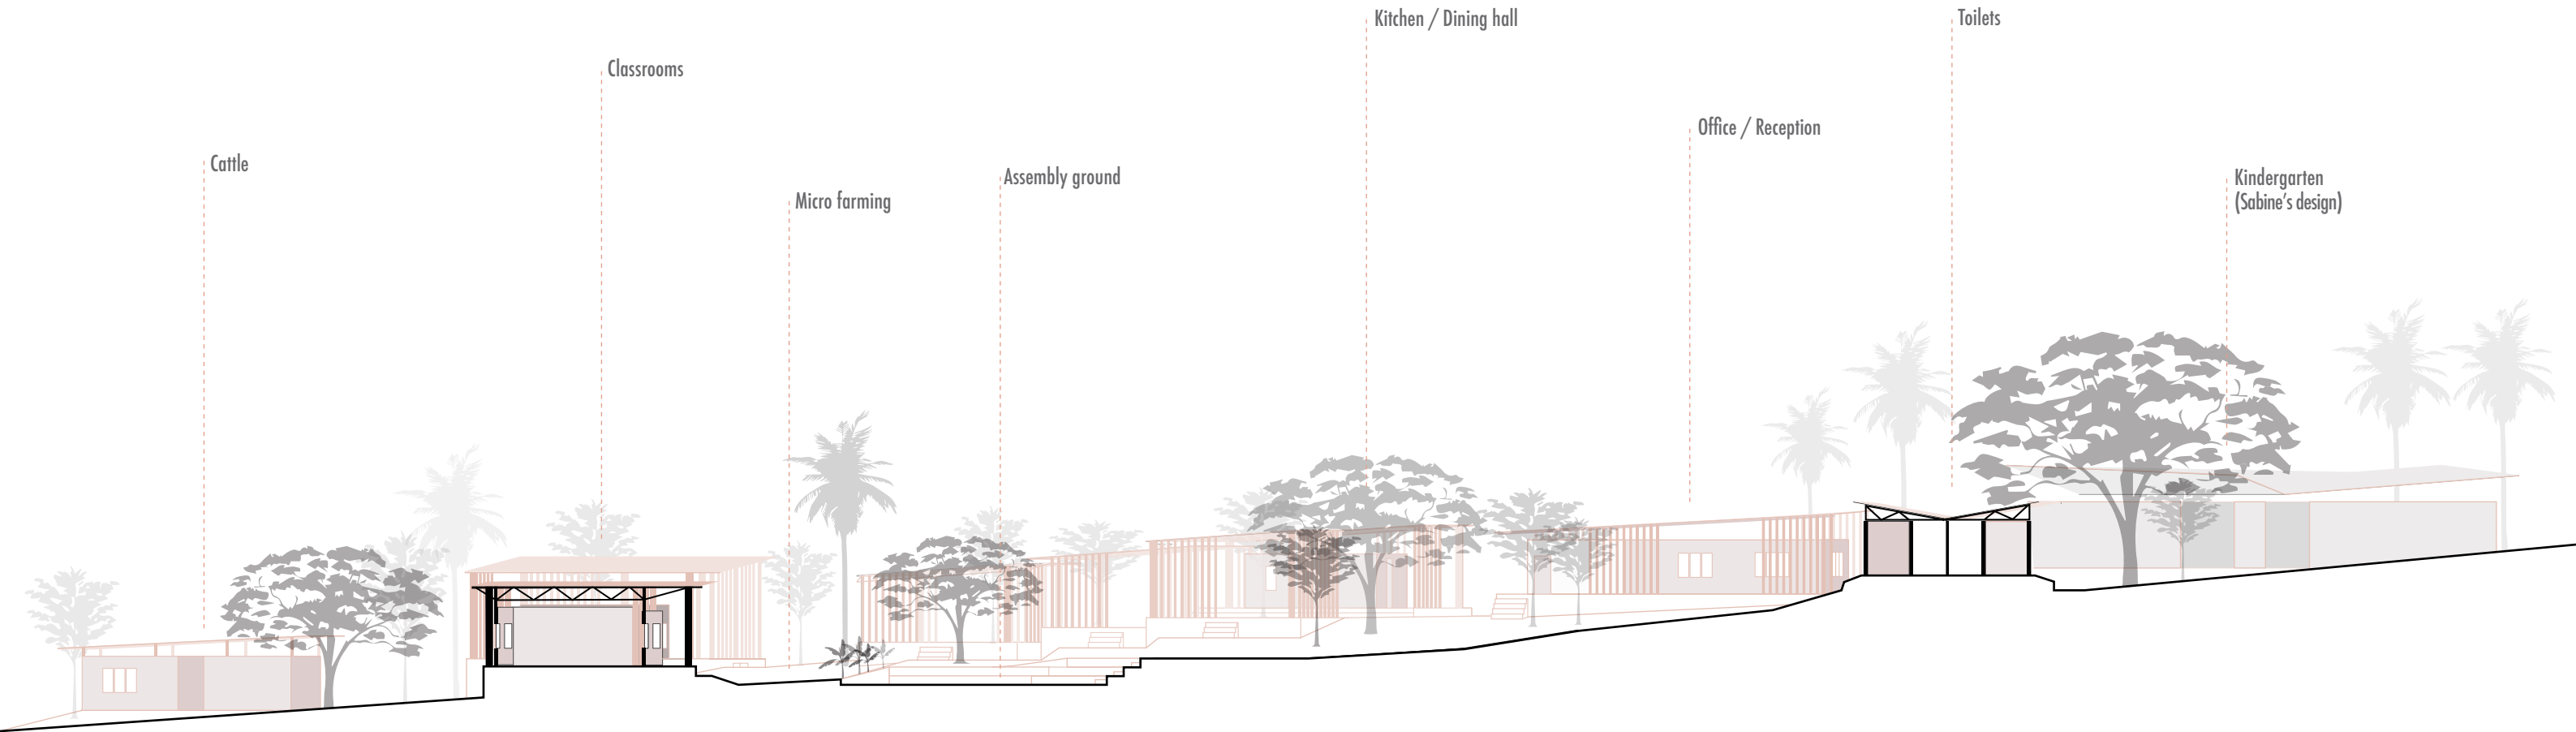 Cattle
Classrooms
Micro farming
Assembly ground
Kitchen / Dining hall
Office / Reception
Toilets
Kindergarten
(Sabine's design)